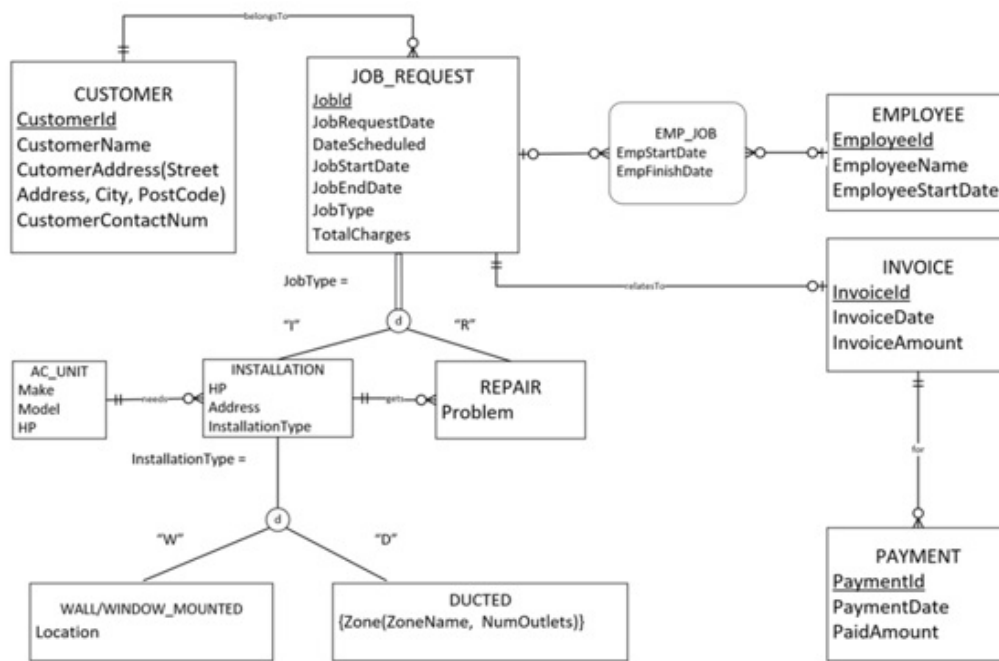 belongsTo
CUSTOMER
CustomerId
CustomerName
CutomerAddress(Street
Address, City, PostCode)
CustomerContactNum
JOB_REQUEST
JobId
JobRequestDate
DateScheduled
JobStartDate
JobEndDate
JobType
TotalCharges
EMP_JOB
EmpStartDate
EmpFinishDate
EMPLOYEE
EmployeeId
EmployeeName
EmployeeStartDate
JobType =
relatesTo
INVOICE
InvoiceId
InvoiceDate
InvoiceAmount
d
"I"
"R"
AC_UNIT
Make
Model
HP
needs
INSTALLATION
HP
Address
InstallationType
gets
REPAIR
Problem
InstallationType =
for
d
"W"
"D"
WALL/WINDOW_MOUNTED
Location
DUCTED
{Zone(ZoneName, NumOutlets)}
PAYMENT
PaymentId
PaymentDate
PaidAmount